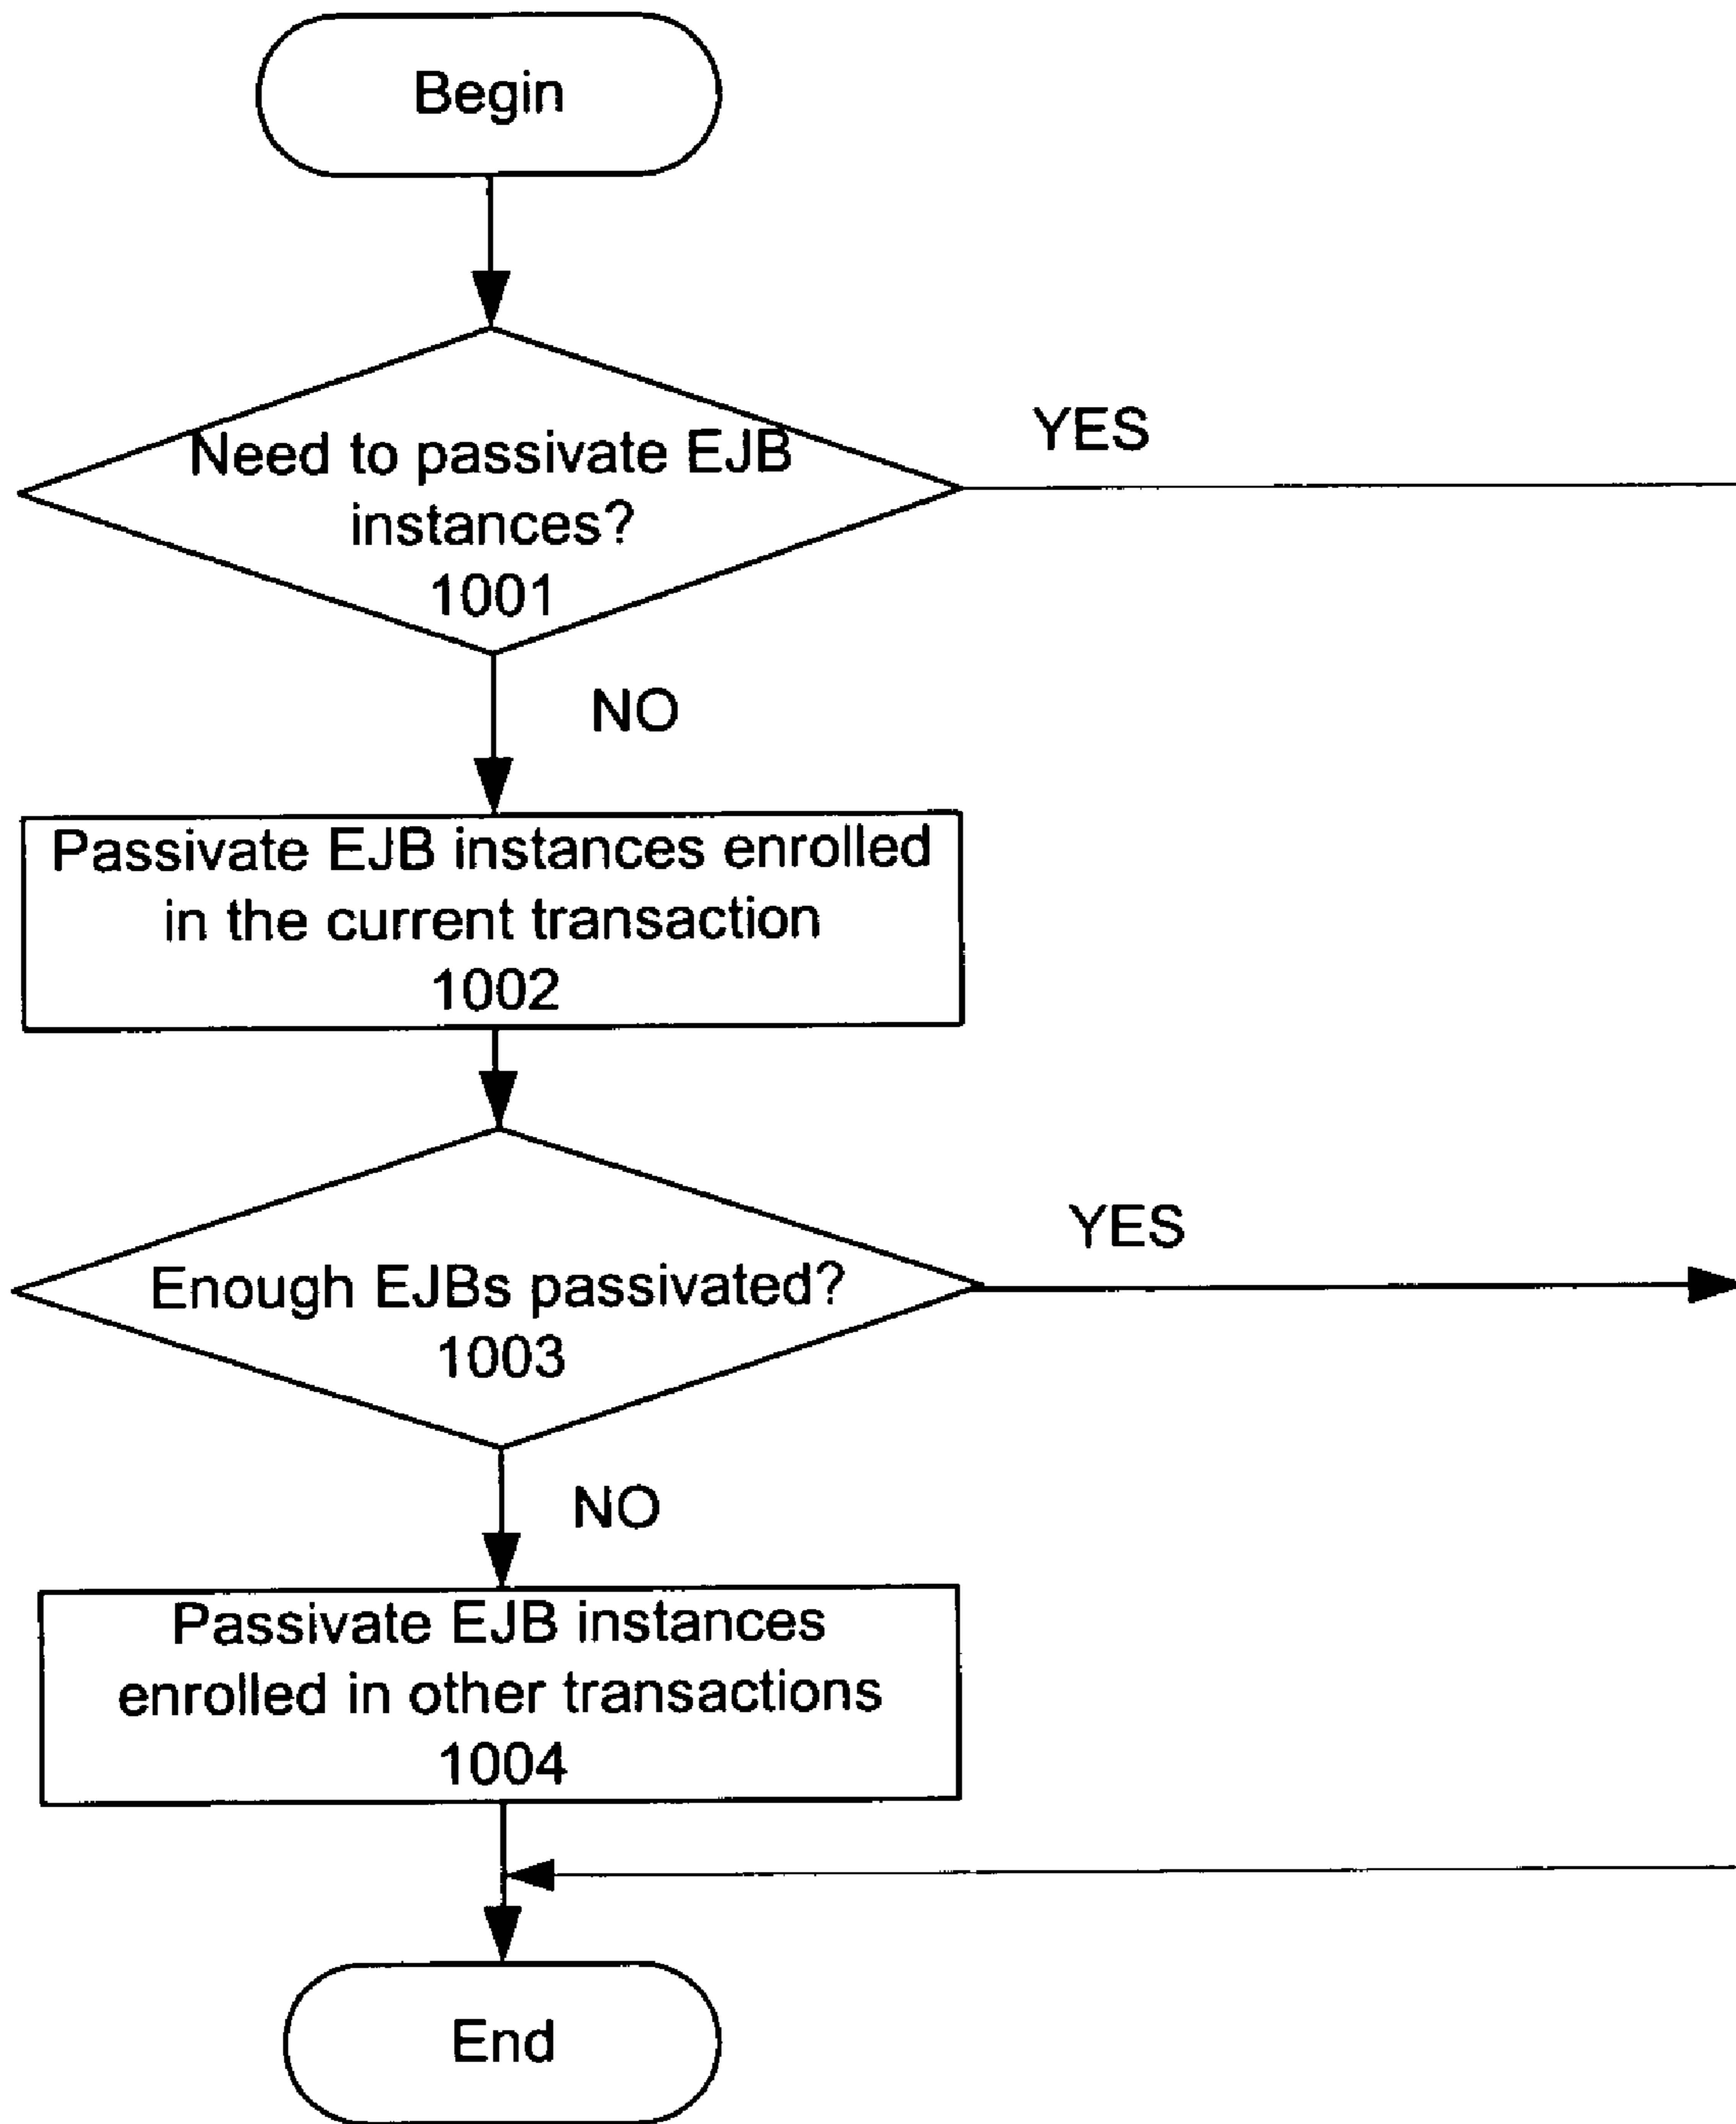 Begin
Need to passivate EJB
instances?
1001
YES
NO
Passivate EJB instances enrolled
in the current transaction
1002
Enough EJBs passivated?
1003
YES
NO
Passivate EJB instances
enrolled in other transactions
1004
End